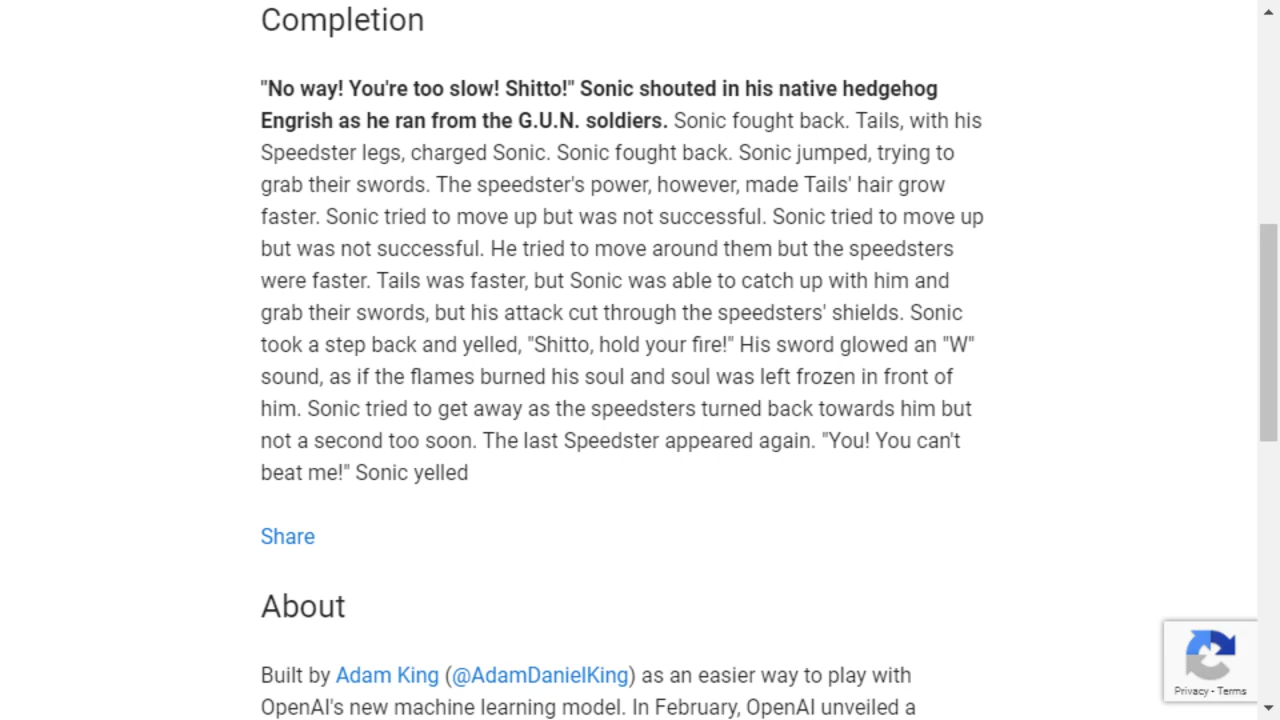 Completion
"No way! You're too slow! Shitto!" Sonic shouted in his native hedgehog
Engrish as he ran from the G.U.N. soldiers. Sonic fought back. Tails, with his
Speedster legs, charged Sonic. Sonic fought back. Sonic jumped, trying to
grab their swords. The speedster's power, however, made Tails' hair grow
faster. Sonic tried to move up but was not successful. Sonic tried to move up
but was not successful. He tried to move around them but the speedsters
were faster. Tails was faster, but Sonic was able to catch up with him and
grab their swords, but his attack cut through the speedsters' shields. Sonic
took a step back and yelled, "Shitto, hold your fire!" His sword glowed an "W"
sound, as if the flames burned his soul and soul was left frozen in front of
him. Sonic tried to get away as the speedsters turned back towards him but
not a second too soon. The last Speedster appeared again. "You! You can't
beat me!" Sonic yelled
Share
About
Built by Adam King (@AdamDanielKing) as an easier way to play with
OpenAI's new machine learning model. In February, OpenAI unveiled a
Privacy - Terms